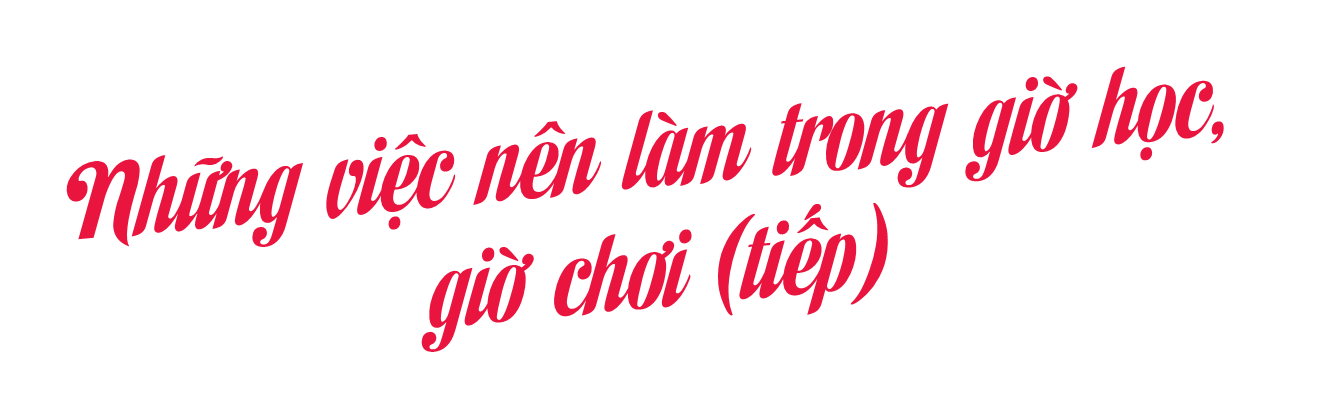 Những việc nên làm trong giờ học,
giờ chơi (tiếp)